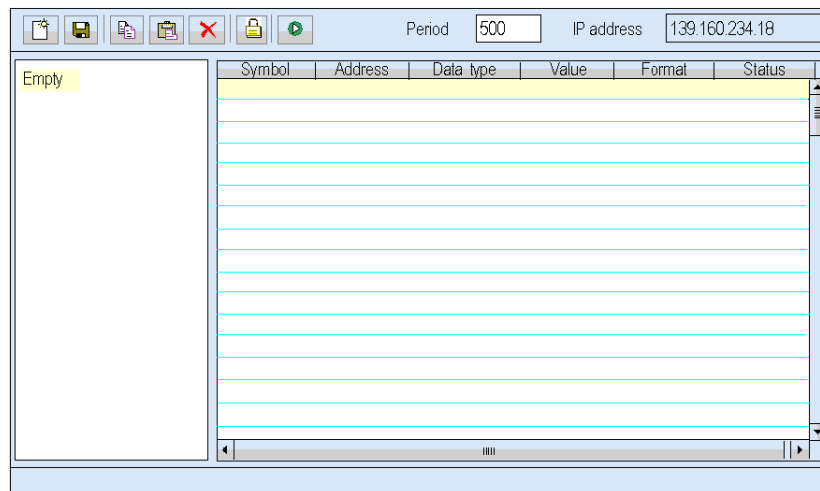 Period 500 IP address 139.160.234.18
Empty
Symbol Address Data type Value Format Status